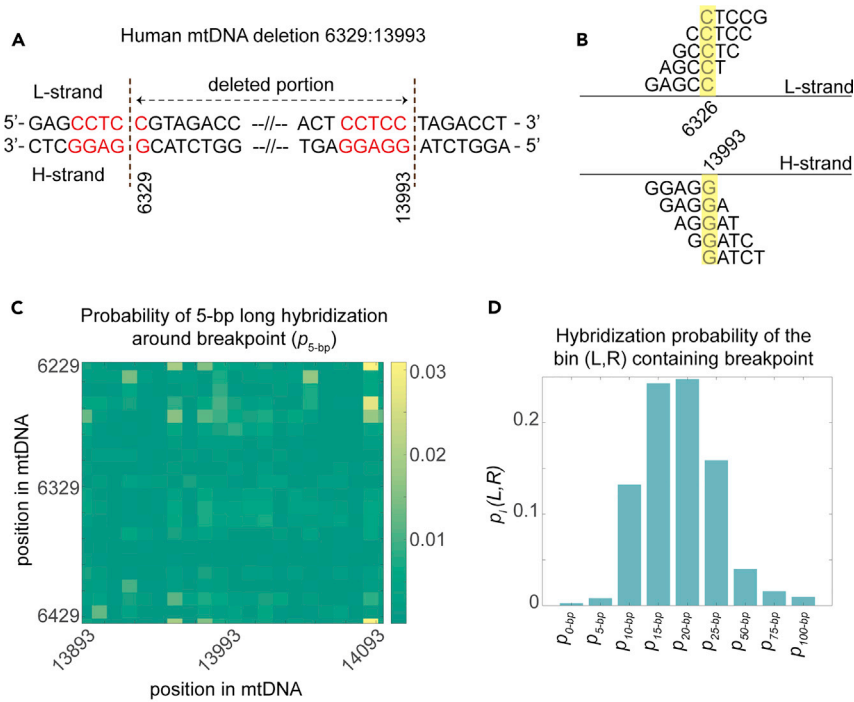 A
Human mtDNA deletion 6329:13993
deleted portion
L-strand
5'- GAGCCTC CGTAGACC --//-- ACT CCTCC TAGACCT - 3'
3'- CTCGGAG GCATCTGG --//-- TGAGGAGG ATCTGGA - 5'
H-strand
6329
13993
B
CTCCG
CCTCC
GCCTC
AGCCT
GAGCC
L-strand
6326
13993
H-strand
GGAGG
GAGGA
AGGAT
GGATC
GATCT
C
Probability of 5-bp long hybridization
around breakpoint (p5-bp)
6229
6329
6429
position in mtDNA
13893
13993
14093
position in mtDNA
0.03
0.02
0.01
D
Hybridization probability of the
bin (L,R) containing breakpoint
0.2
0.1
0
pi(L,R)
p0-bp
p5-bp
p10-bp
p15-bp
p20-bp
p25-bp
p50-bp
p75-bp
p100-bp